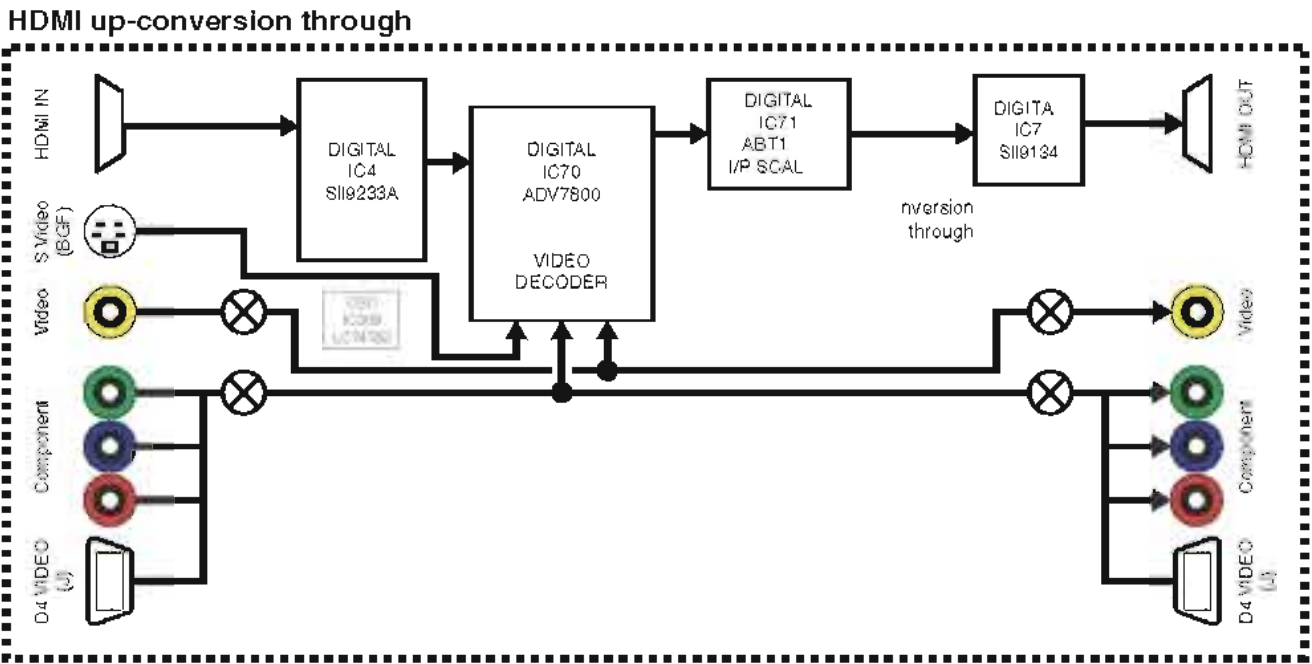 HDMI up-conversion through
HDMI IN
DIGITAL
IC4
SII9233A
DIGITAL
IC70
ADV7800
VIDEO
DECODER
DIGITAL
IC71
ABT1
I/P SCAL
DIGITA
IC7
SII9134
HDMI OUT
nversion
through
S Video
(BGF)
Video
Video
Component
Component
D4 VIDEO
(J)
D4 VIDEO
(J)